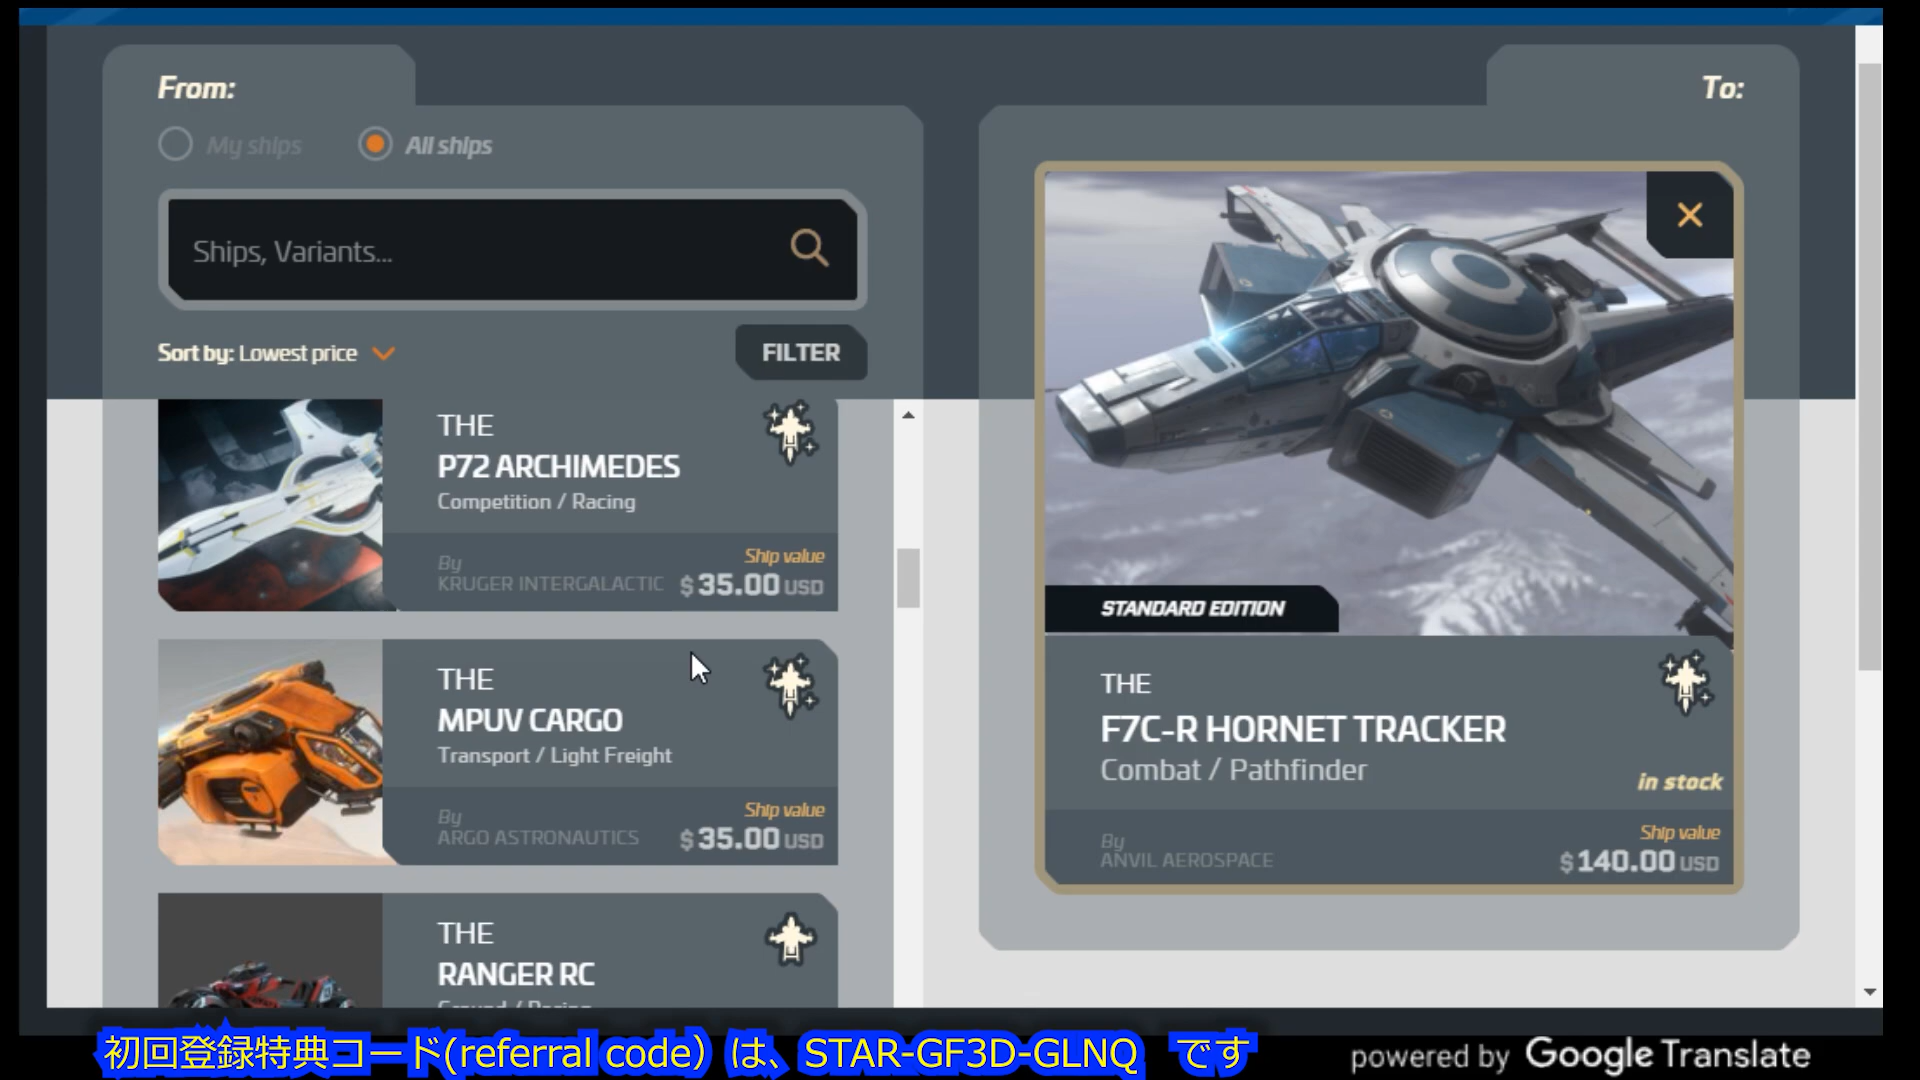 From:
My ships
All ships
Ships, Variants...
Sort by: Lowest price
FILTER
THE
P72 ARCHIMEDES
Competition / Racing
By
KRUGER INTERGALACTIC
Ship value
$ 35.00 USD
THE
MPUV CARGO
Transport / Light Freight
By
ARGO ASTRONAUTICS
Ship value
$ 35.00 USD
THE
RANGER RC
Ground / Racing
To:
STANDARD EDITION
THE
F7C-R HORNET TRACKER
Combat / Pathfinder
in stock
By
ANVIL AEROSPACE
Ship value
$ 140.00 USD
初回登録特典コード(referral code) は、STAR-GF3D-GLNQ です
powered by Google Translate